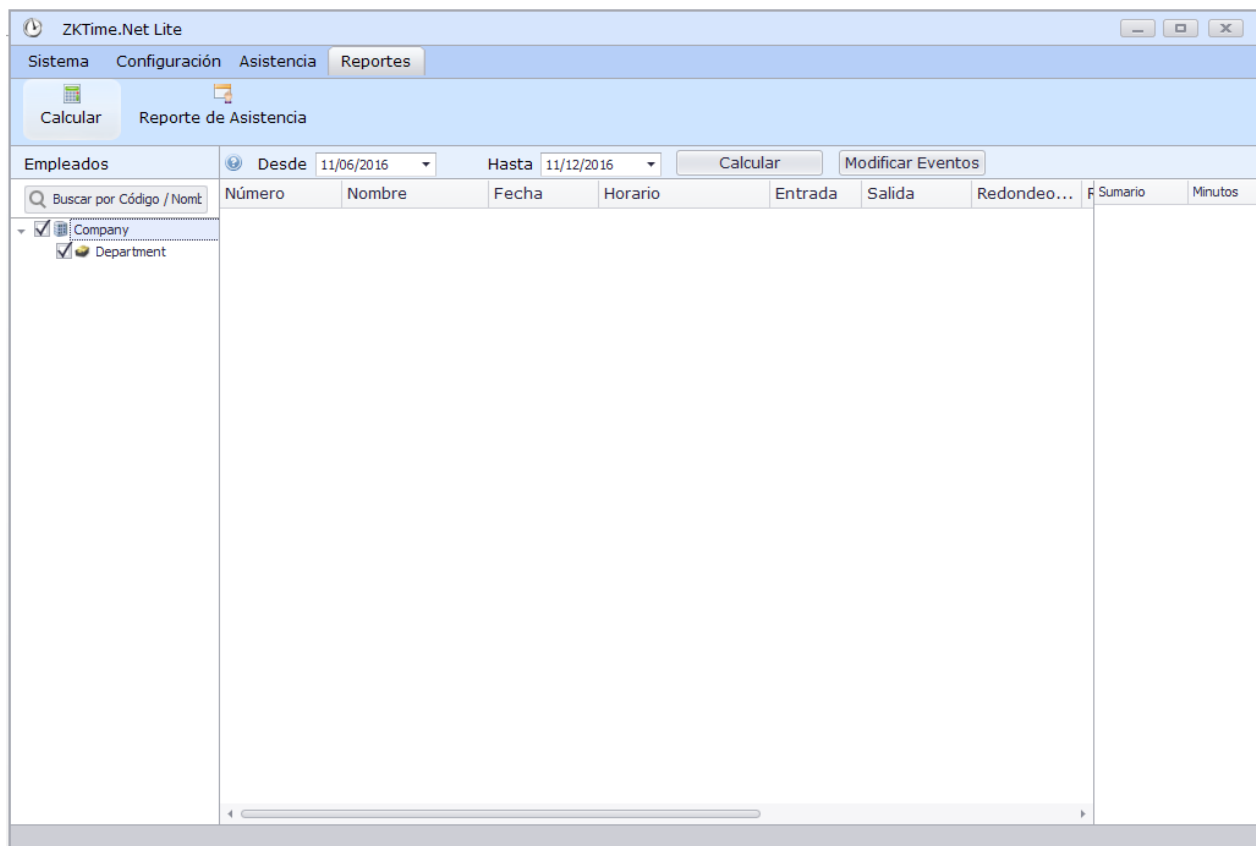 ZKTime.Net Lite
Sistema Configuración Asistencia Reportes
Calcular Reporte de Asistencia
Empleados Desde 11/06/2016 Hasta 11/12/2016 Calcular Modificar Eventos
Buscar por Código / Nomb Número Nombre Fecha Horario Entrada Salida Redondeo... Sumario Minutos
Company
Department